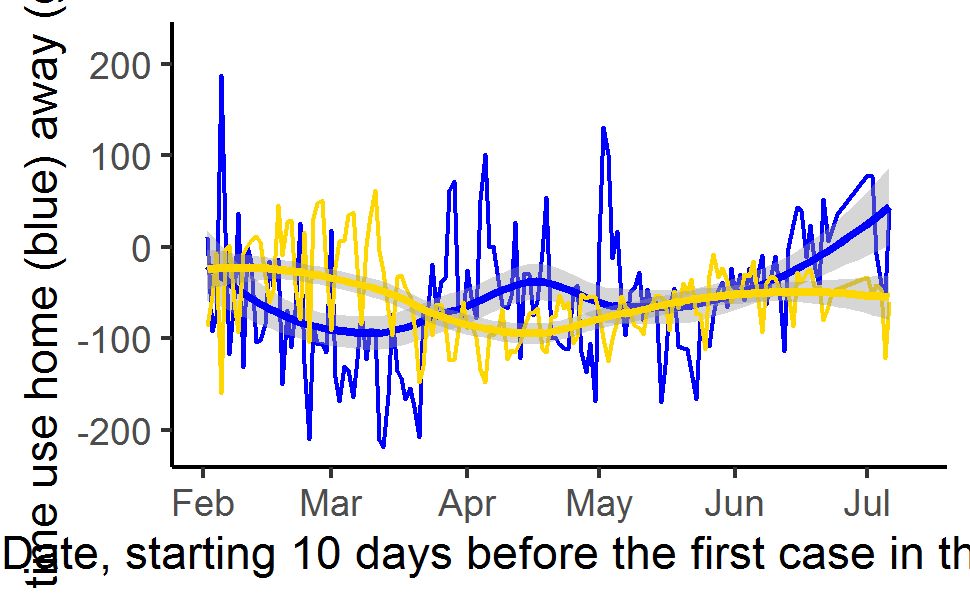 time use home (blue) away (
200
100
0
-100
-200
Feb Mar Apr May Jun Jul
Date, starting 10 days before the first case in th